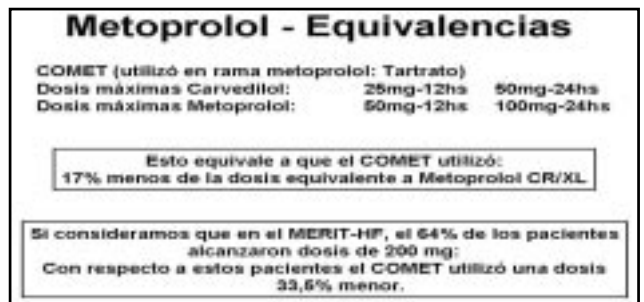 Metoprolol - Equivalencias
COMET (utilizó en rama metoprolol: Tartrato)
Dosis máximas Carvedilol: 25mg-12hs 50mg-24hs
Dosis máximas Metoprolol: 50mg-12hs 100mg-24hs
Esto equivale a que el COMET utilizó:
17% menos de la dosis equivalente a Metoprolol CR/XL
Si consideramos que en el MERIT-HF, el 64% de los pacientes
alcanzaron dosis de 200 mg:
Con respecto a estos pacientes el COMET utilizó una dosis
33,5% menor.